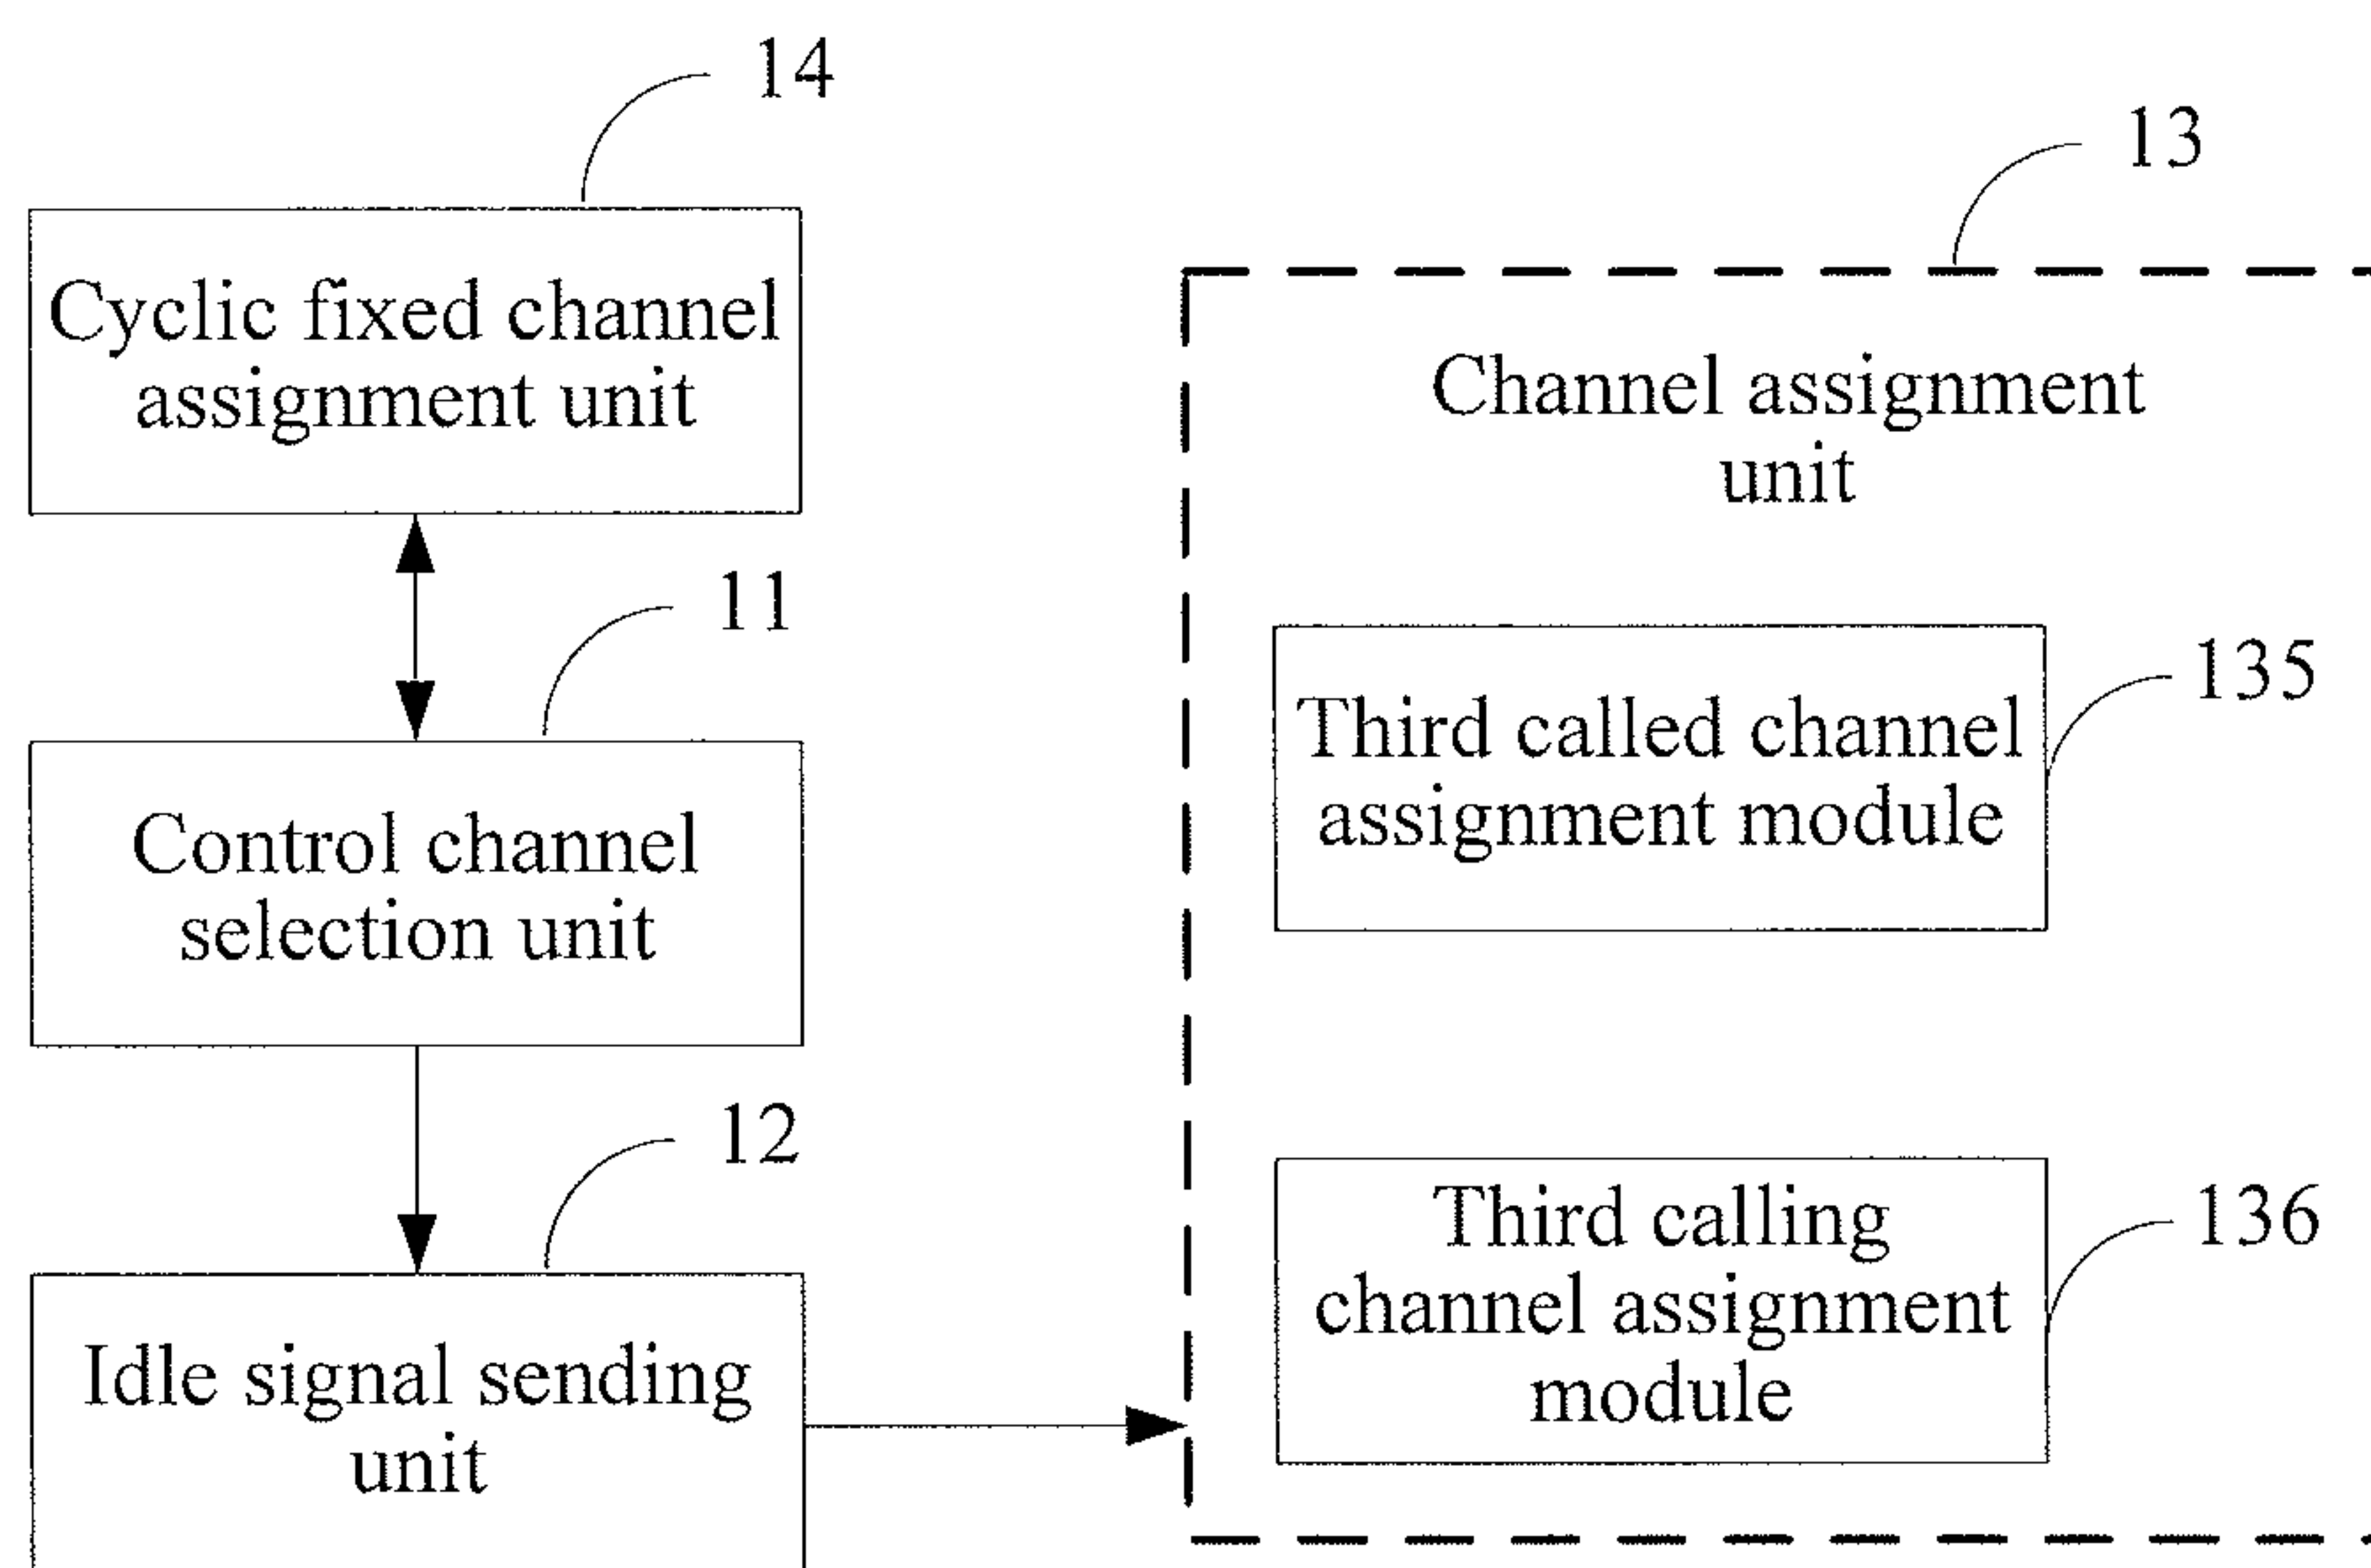 14
Cyclic fixed channel
assignment unit
11
Control channel
selection unit
12
Idle signal sending
unit
13
Channel assignment
unit
135
Third called channel
assignment module
136
Third calling
channel assignment
module